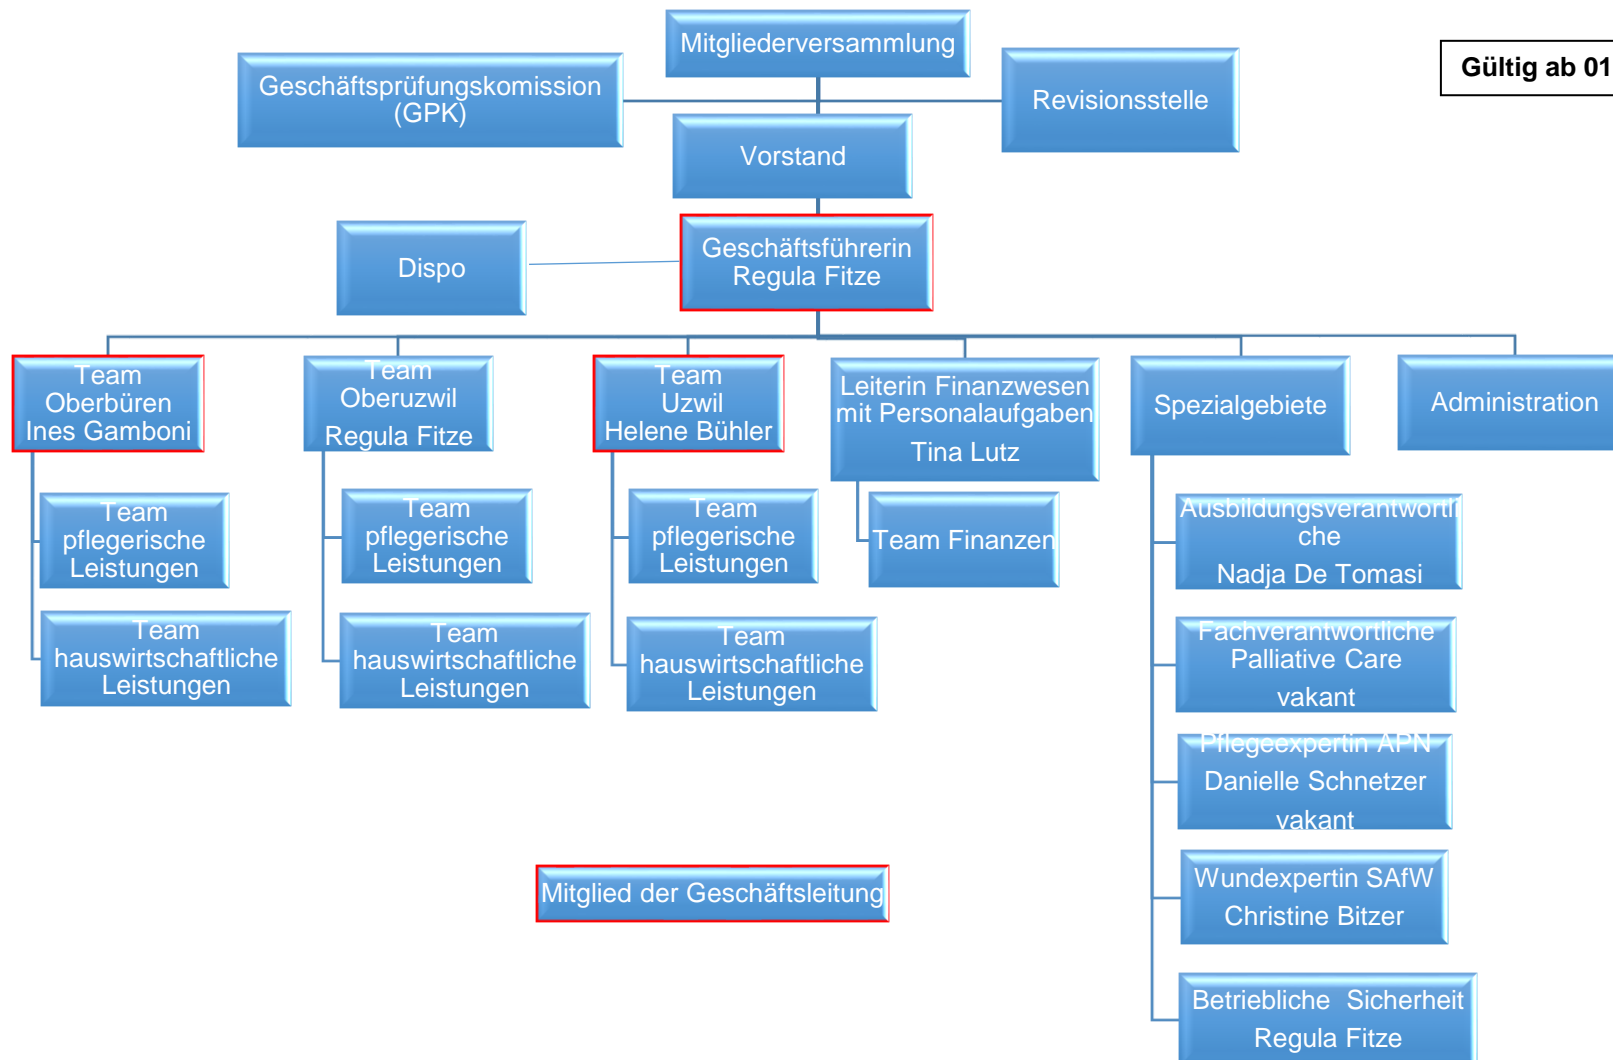 Mitgliederversammlung
Geschäftsprüfungskomission
(GPK)
Revisionsstelle
Gültig ab 01
Vorstand
Dispo
Geschäftsführerin
Regula Fitze
Team
Oberbüren
Ines Gamboni
Team
Oberuzwil
Regula Fitze
Team
Uzwil
Helene Bühler
Leiterin Finanzwesen
mit Personalaufgaben
Tina Lutz
Spezialgebiete
Administration
Team
pflegerische
Leistungen
Team
pflegerische
Leistungen
Team
pflegerische
Leistungen
Team Finanzen
Ausbildungsverantwortli
che
Nadja De Tomasi
Team
hauswirtschaftliche
Leistungen
Team
hauswirtschaftliche
Leistungen
Team
hauswirtschaftliche
Leistungen
Fachverantwortliche
Palliative Care
vakant
Pflegeexpertin APN
Danielle Schnetzer
vakant
Mitglied der Geschäftsleitung
Wundexpertin SAfW
Christine Bitzer
Betriebliche  Sicherheit
Regula Fitze